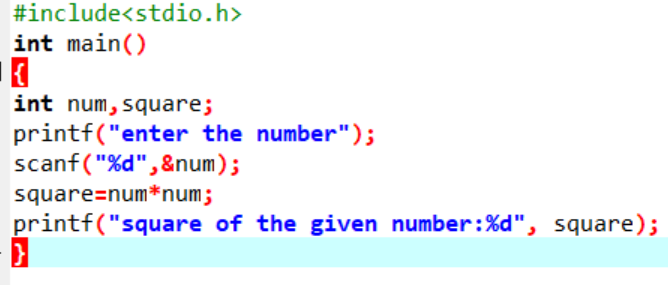 #include<stdio.h>
int main()
{
int num,square;
printf("enter the number");
scanf("%d",&num);
square=num*num;
printf("square of the given number:%d", square);
}